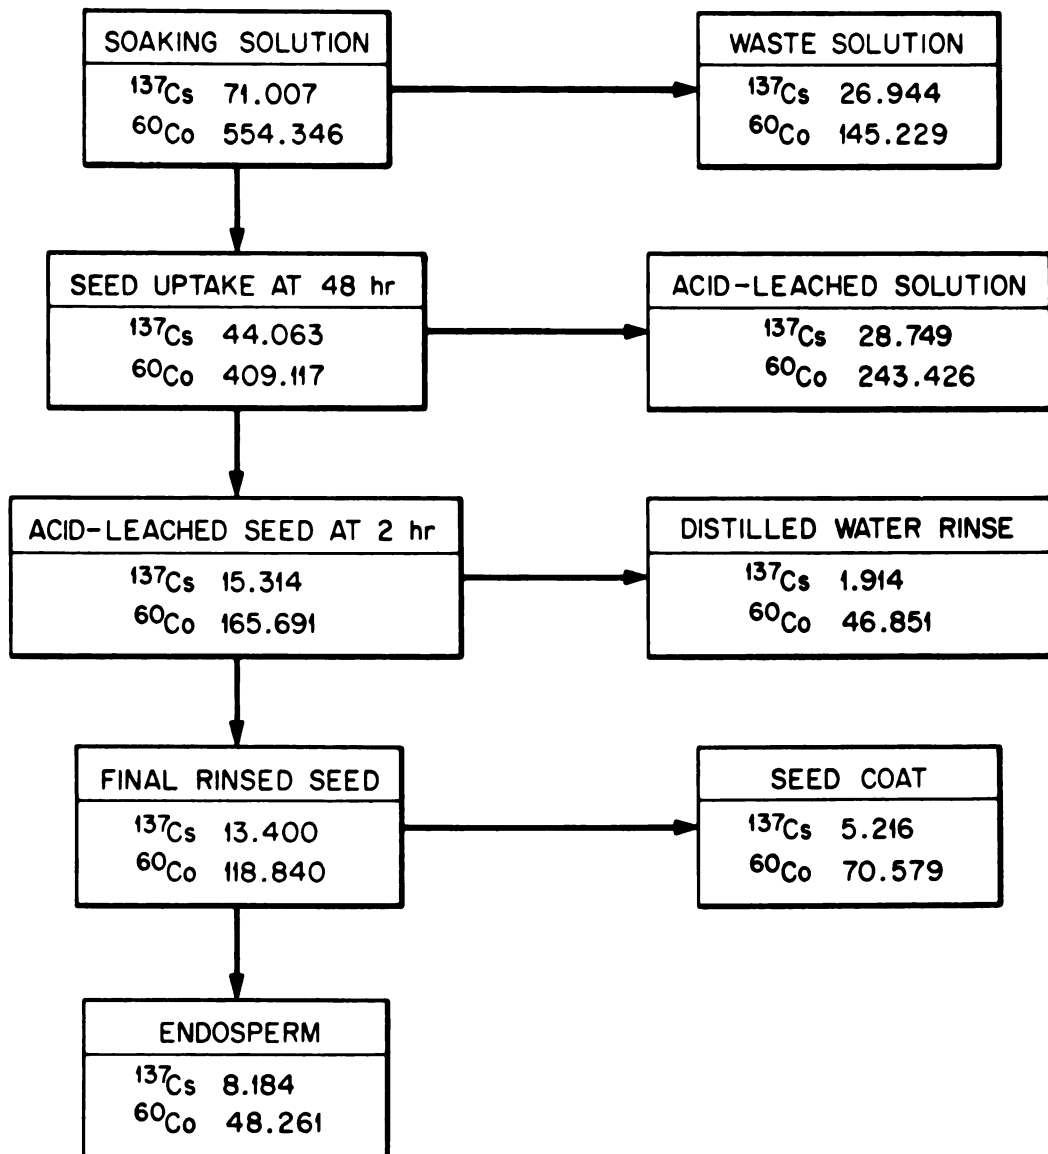 SOAKING SOLUTION
¹³⁷Cs 71.007
⁶⁰Co 554.346
WASTE SOLUTION
¹³⁷Cs 26.944
⁶⁰Co 145.229
SEED UPTAKE AT 48 hr
¹³⁷Cs 44.063
⁶⁰Co 409.117
ACID-LEACHED SOLUTION
¹³⁷Cs 28.749
⁶⁰Co 243.426
ACID-LEACHED SEED AT 2 hr
¹³⁷Cs 15.314
⁶⁰Co 165.691
DISTILLED WATER RINSE
¹³⁷Cs 1.914
⁶⁰Co 46.851
FINAL RINSED SEED
¹³⁷Cs 13.400
⁶⁰Co 118.840
SEED COAT
¹³⁷Cs 5.216
⁶⁰Co 70.579
ENDOSPERM
¹³⁷Cs 8.184
⁶⁰Co 48.261